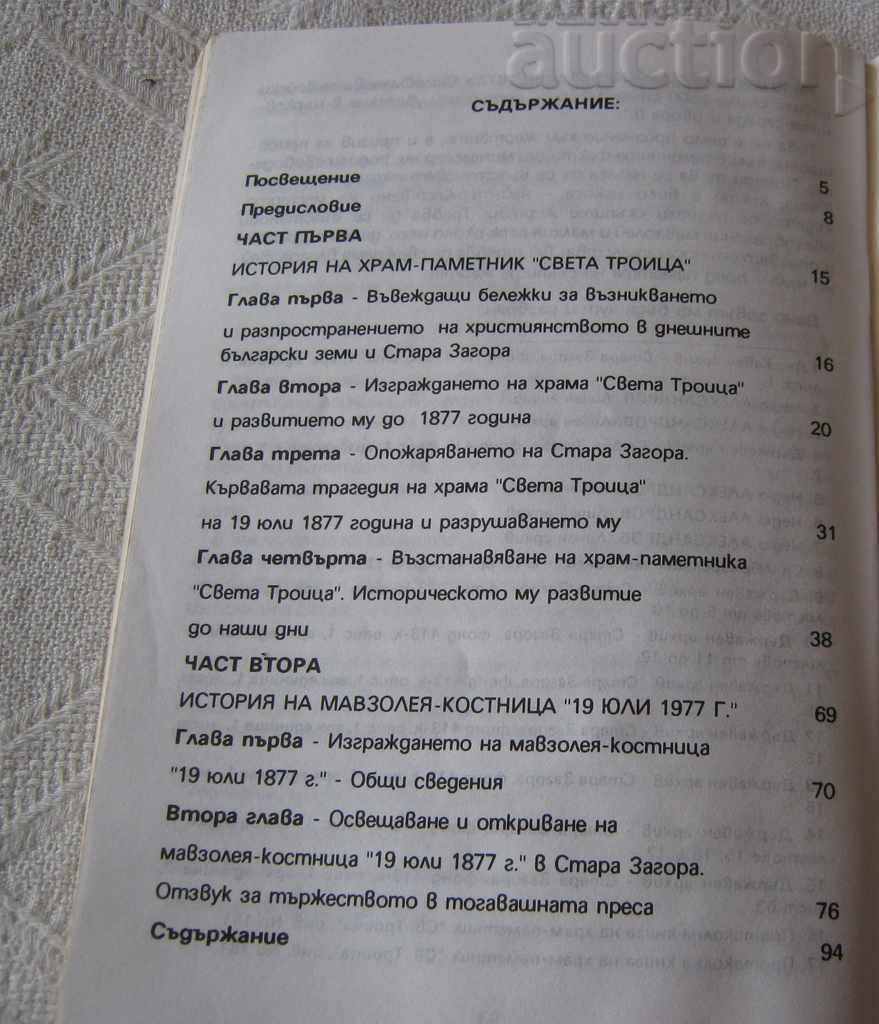 auction
СЪДЪРЖАНИЕ:
Посвещение 5
Предисловие 8
ЧАСТ ПЪРВА
ИСТОРИЯ НА ХРАМ-ПАМЕТНИК "СВЕТА ТРОИЦА" 15
Глава първа - Въвеждащи бележки за възникването
и разпространението на християнството в днешните
български земи и Стара Загора 16
Глава втора - Изграждането на храма "Света Троица"
и развитието му до 1877 година 20
Глава трета - Опожаряването на Стара Загора.
Кървавата трагедия на храма "Света Троица"
на 19 юли 1877 година и разрушаването му 31
Глава четвърта - Възстанавяване на храм-паметника
"Света Троица". Историческото му развитие
до наши дни 38
ЧАСТ ВТОРА
ИСТОРИЯ НА МАВЗОЛЕЯ-КОСТНИЦА "19 ЮЛИ 1977 Г." 69
Глава първа - Изграждането на мавзолея-костница
"19 юли 1877 г." - Общи сведения 70
Втора глава - Освещаване и откриване на
мавзолея-костница "19 юли 1877 г." в Стара Загора.
Отзвук за тържеството в тогавашната преса 76
Съдържание 94